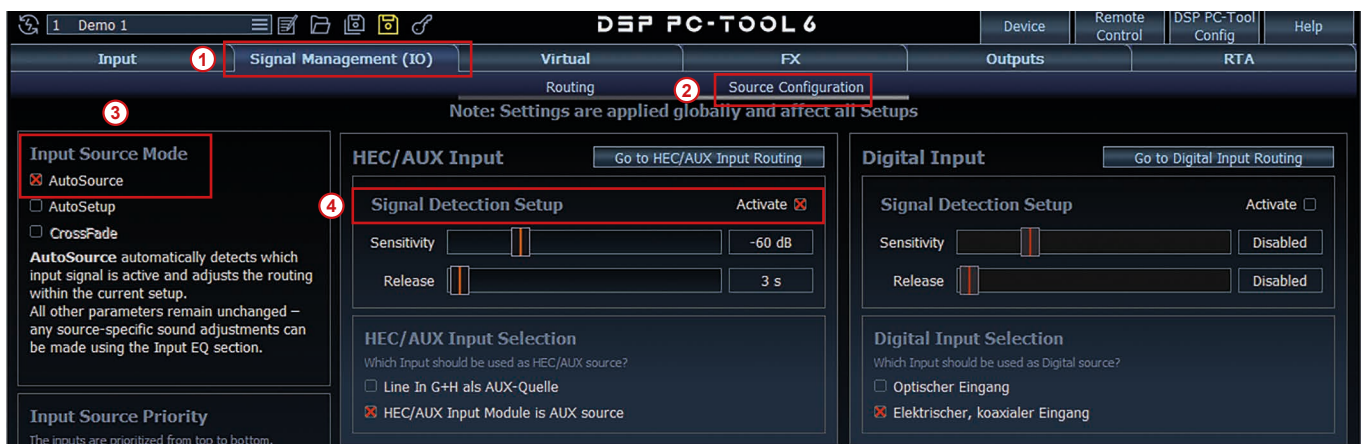 1 Demo 1
DSP PC-TOOL 6
Device
Remote Control
DSP PC-Tool Config
Help
Input
1
Signal Management (IO)
Virtual
FX
Outputs
RTA
Routing
2
Source Configuration
Note: Settings are applied globally and affect all Setups
3
Input Source Mode
AutoSource
AutoSetup
CrossFade
AutoSource automatically detects which
input signal is active and adjusts the routing
within the current setup.
All other parameters remain unchanged –
any source-specific sound adjustments can
be made using the Input EQ section.
Input Source Priority
The inputs are prioritized from top to bottom.
HEC/AUX Input
Go to HEC/AUX Input Routing
4
Signal Detection Setup
Activate
Sensitivity
-60 dB
Release
3 s
HEC/AUX Input Selection
Which Input should be used as HEC/AUX source?
Line In G+H als AUX-Quelle
HEC/AUX Input Module is AUX source
Digital Input
Go to Digital Input Routing
Signal Detection Setup
Activate
Sensitivity
Disabled
Release
Disabled
Digital Input Selection
Which Input should be used as Digital source?
Optischer Eingang
Elektrischer, koaxialer Eingang